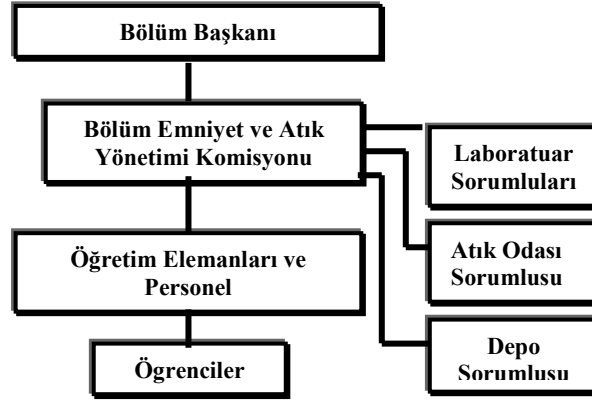 Bölüm Başkanı
Bölüm Emniyet ve Atık
Yönetimi Komisyonu
Laboratuar
Sorumluları
Öğretim Elemanları ve
Personel
Atık Odası
Sorumlusu
Ögrenciler
Depo
Sorumlusu